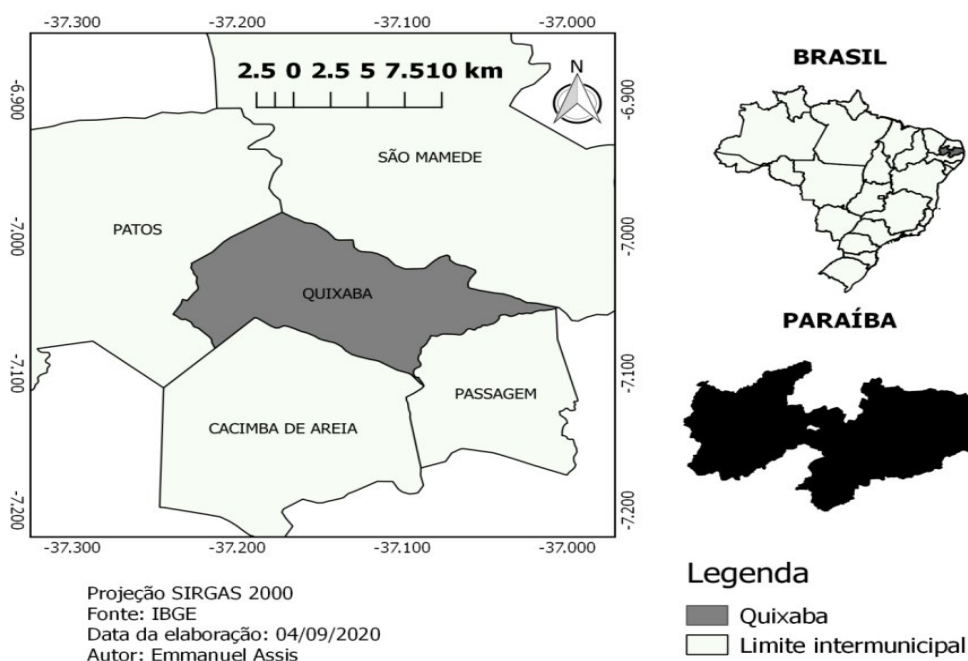 -37.300 -37.200 -37.100 -37.000
2.5 0 2.5 5 7.510 km
N
-6.900
-6.900
SÃO MAMEDE
PATOS
-7.000
-7.000
QUIXABA
-7.100
-7.100
PASSAGEM
CACIMBA DE AREIA
-7.200
-7.200
-37.300 -37.200 -37.100 -37.000
Projeção SIRGAS 2000
Fonte: IBGE
Data da elaboração: 04/09/2020
Autor: Emmanuel Assis
BRASIL
PARAÍBA
Legenda
Quixaba
Limite intermunicipal